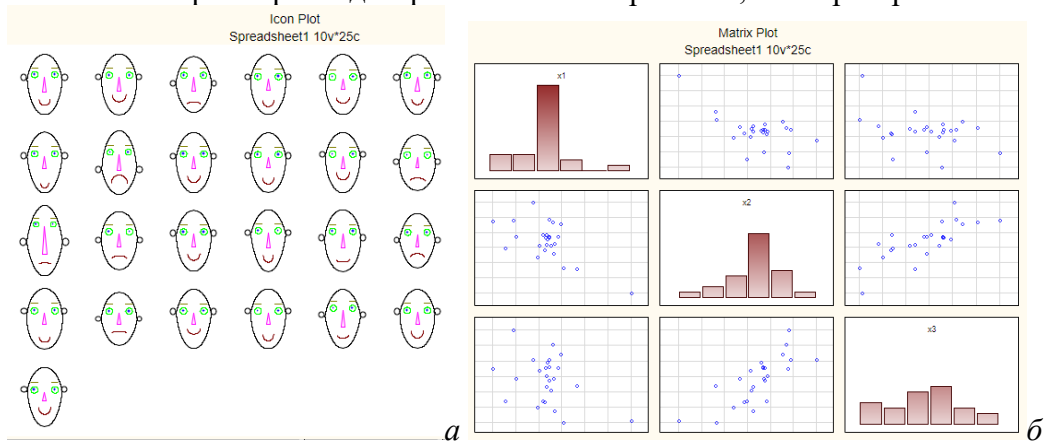 Icon Plot
Spreadsheet1 10v*25c
Matrix Plot
Spreadsheet1 10v*25c
x1
x2
x3
а
б